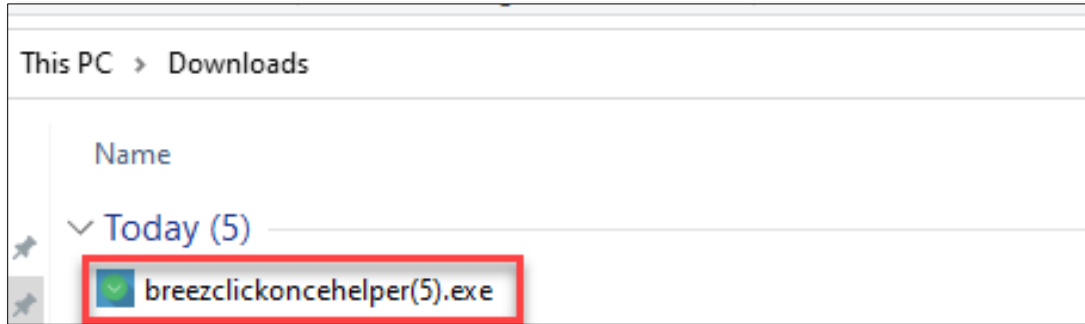 This PC > Downloads
Name
Today (5)
breezclickoncehelper(5).exe